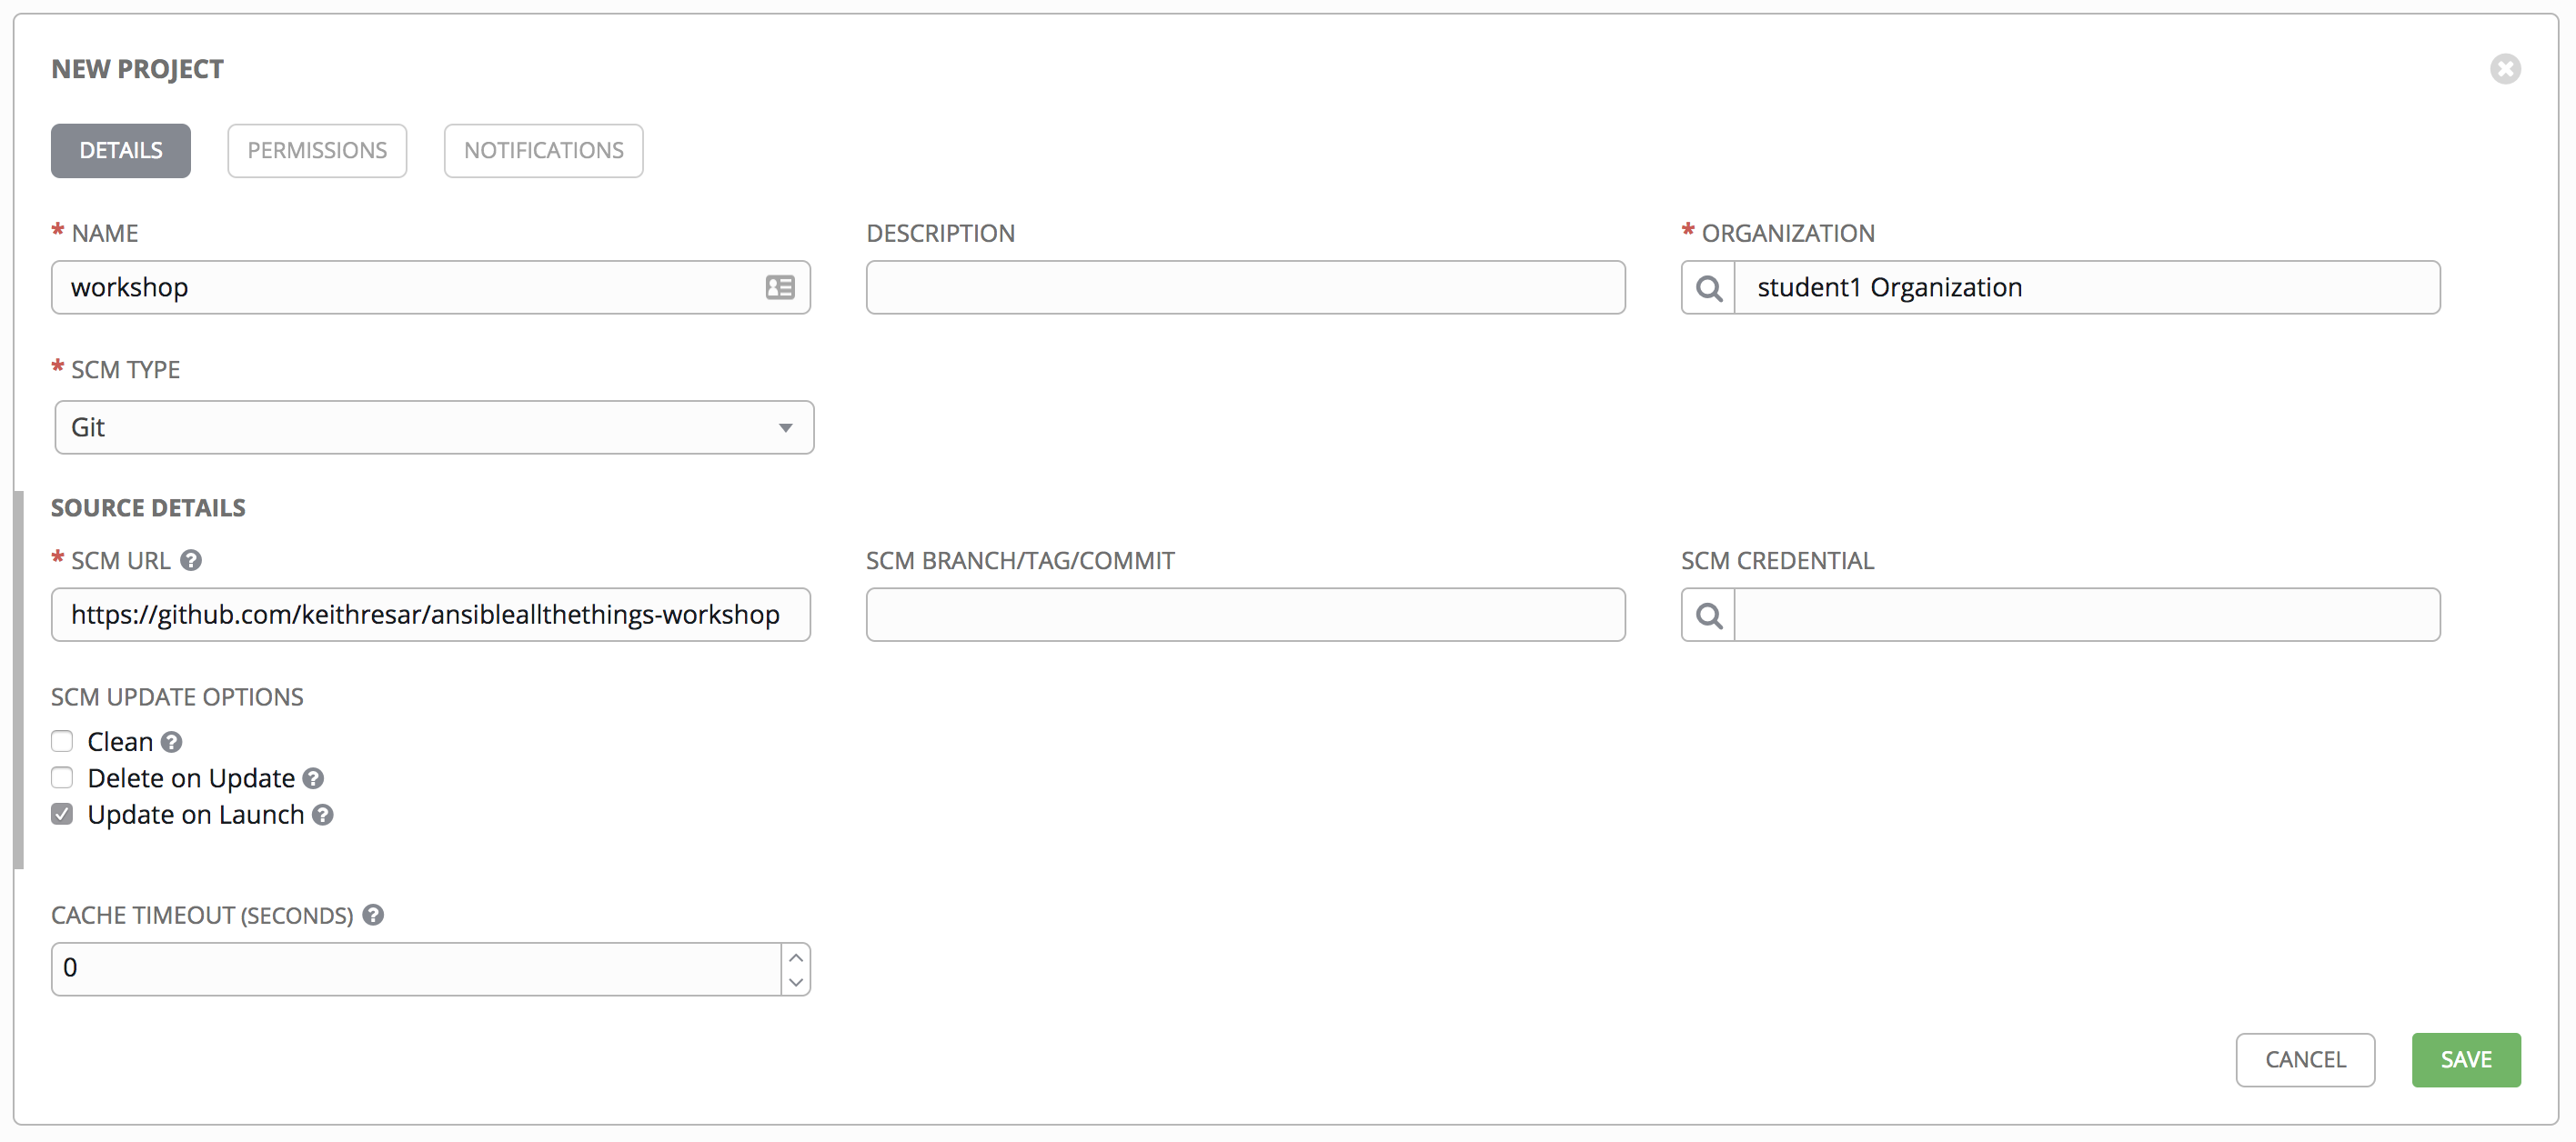 NEW PROJECT
DETAILS PERMISSIONS NOTIFICATIONS
* NAME DESCRIPTION * ORGANIZATION
workshop student1 Organization
* SCM TYPE
Git
SOURCE DETAILS
* SCM URL ? SCM BRANCH/TAG/COMMIT SCM CREDENTIAL
https://github.com/keithresar/ansibleallthethings-workshop
SCM UPDATE OPTIONS
Clean ?
Delete on Update ?
Update on Launch ?
CACHE TIMEOUT (SECONDS) ?
0
CANCEL SAVE